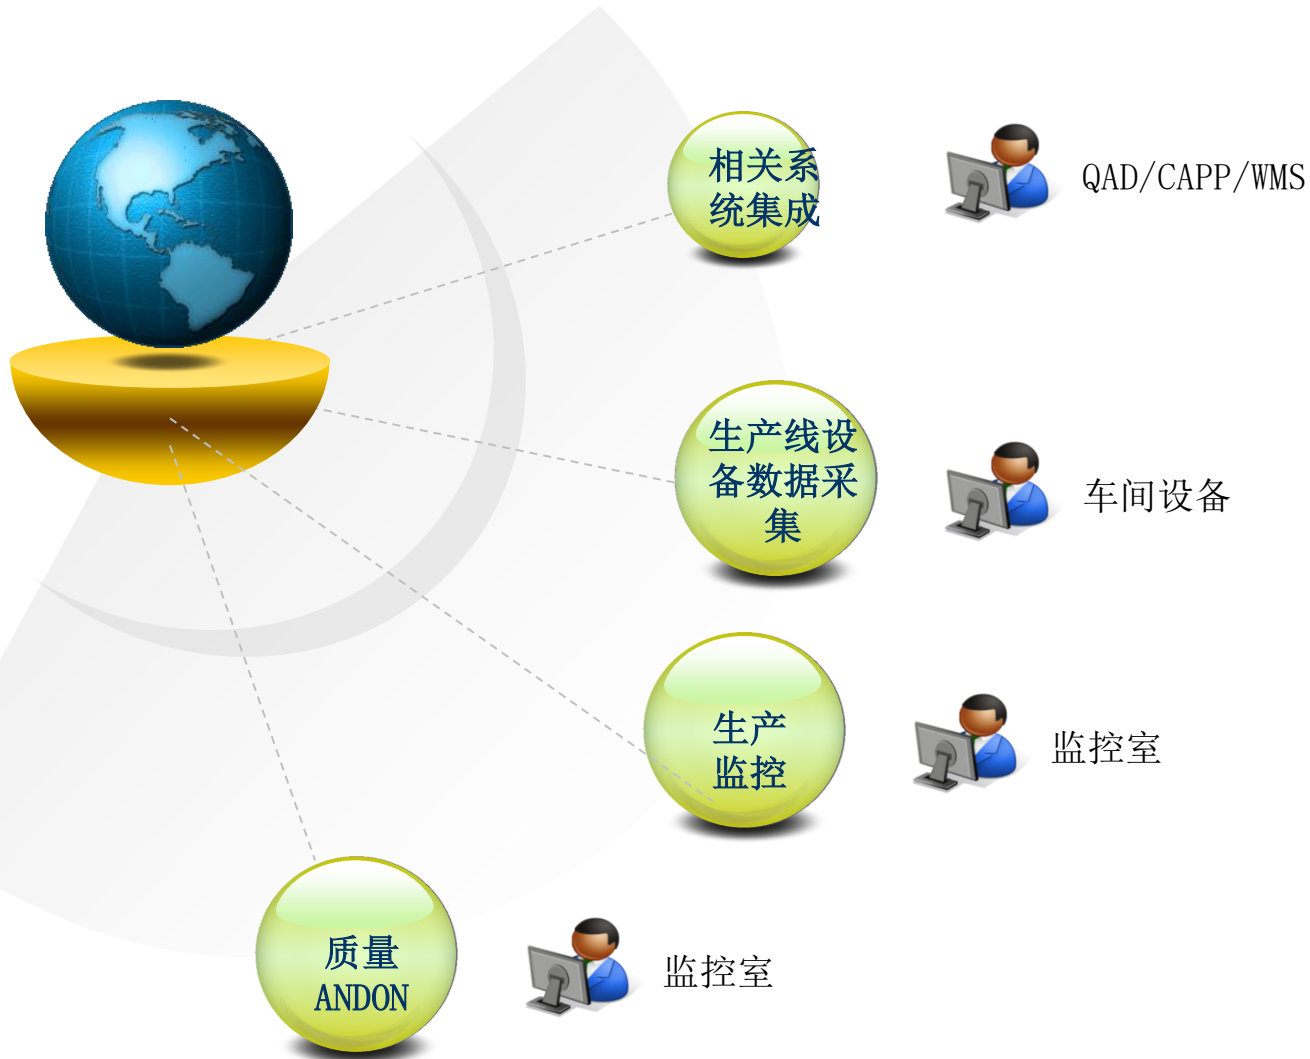 相关系
统集成
QAD/CAPP/WMS
生产线设
备数据采
集
车间设备
生产
监控
监控室
质量
ANDON
监控室